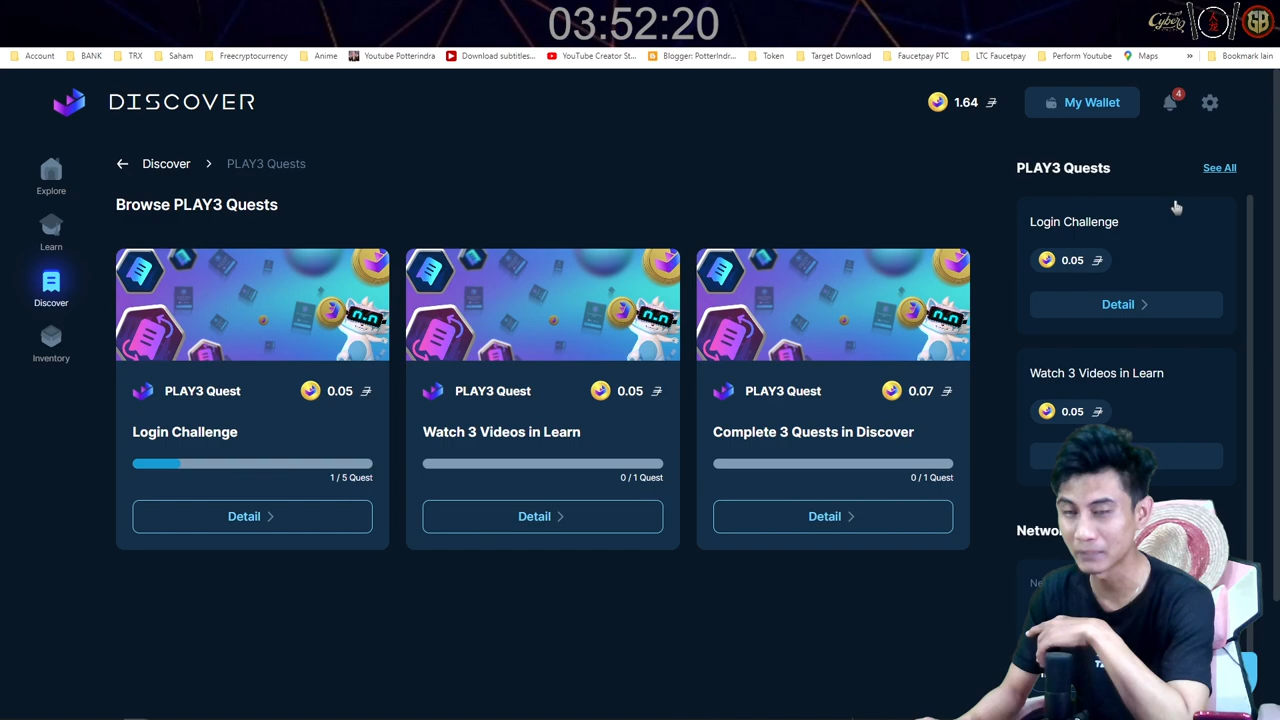 03:52:20
Cyber
GB
Account
BANK
TRX
Saham
Freecryptocurrency
Anime
Youtube Potterindra
Download subtitles...
YouTube Creator St...
Blogger: PotterIndr...
Token
Target Download
Faucetpay PTC
LTC Faucetpay
Perform Youtube
Maps
»
Bookmark lain
DISCOVER
1.64
My Wallet
4
Explore
Learn
Discover
Inventory
Discover > PLAY3 Quests
Browse PLAY3 Quests
PLAY3 Quest
0.05
Login Challenge
1 / 5 Quest
Detail
PLAY3 Quest
0.05
Watch 3 Videos in Learn
0 / 1 Quest
Detail
PLAY3 Quest
0.07
Complete 3 Quests in Discover
0 / 1 Quest
Detail
PLAY3 Quests
See All
Login Challenge
0.05
Detail
Watch 3 Videos in Learn
0.05